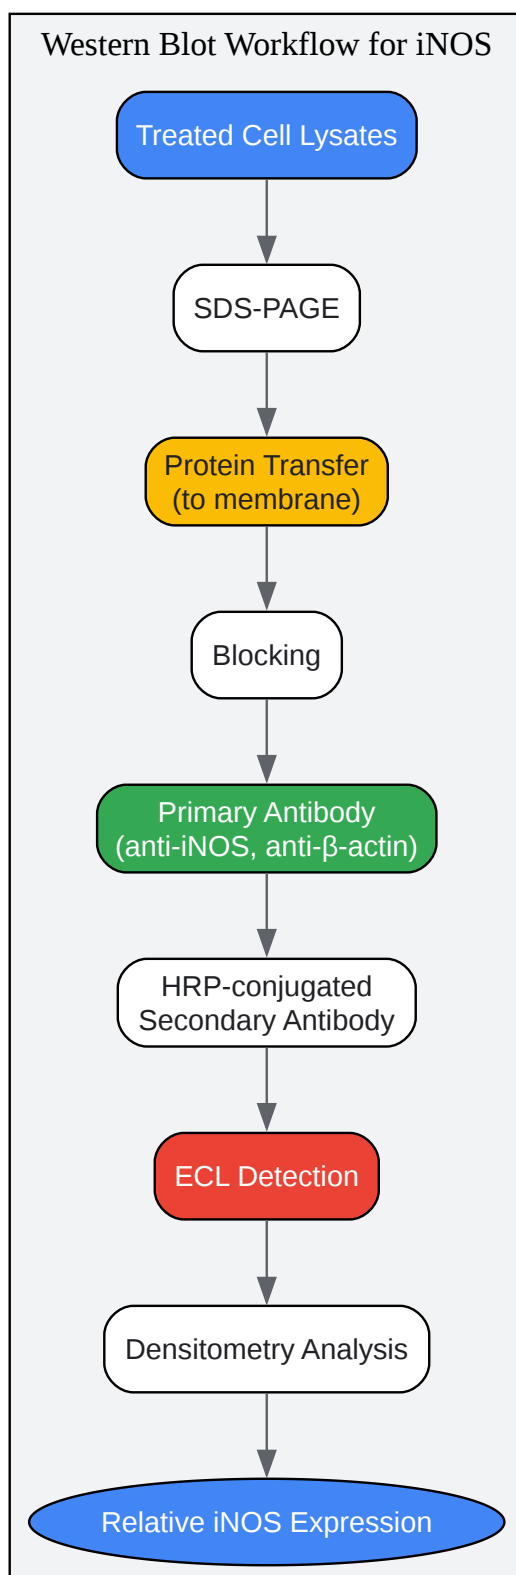 Western Blot Workflow for iNOS
Treated Cell Lysates
SDS-PAGE
Protein Transfer
(to membrane)
Blocking
Primary Antibody
(anti-iNOS, anti-β-actin)
HRP-conjugated
Secondary Antibody
ECL Detection
Densitometry Analysis
Relative iNOS Expression